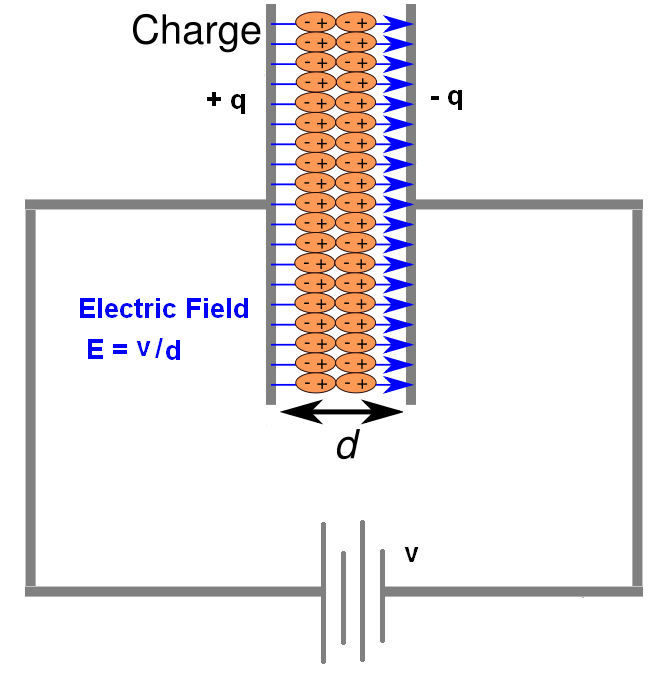 Charge
+ q
- q
Electric Field
E = v/d
d
v